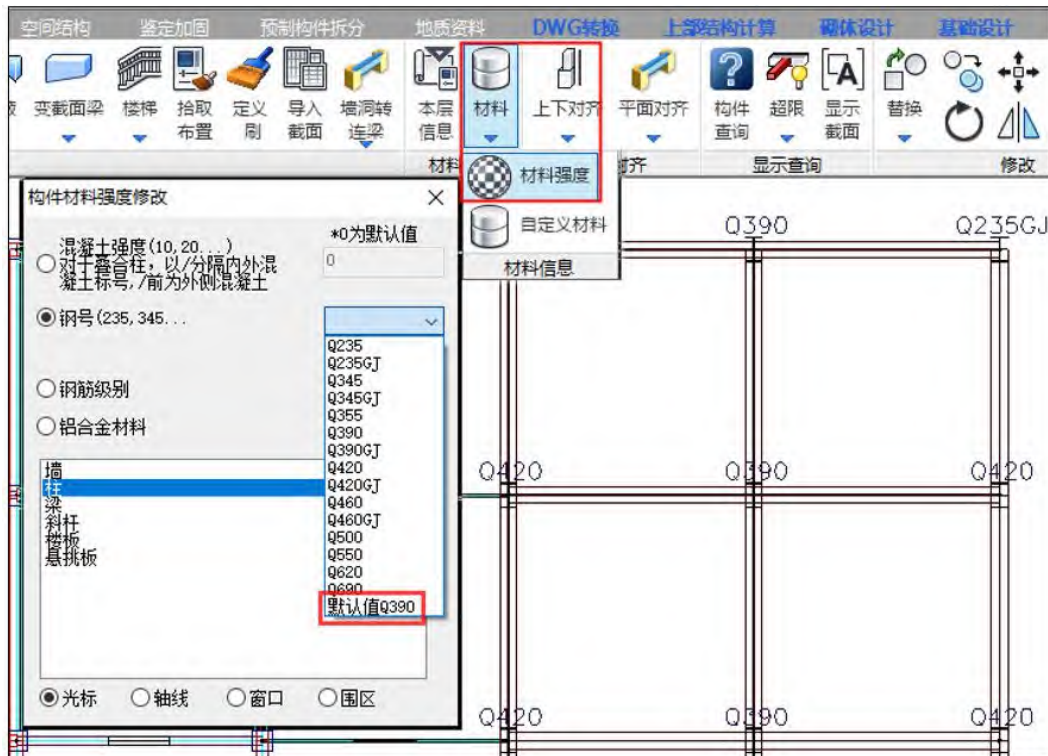 空间结构 鉴定加固 预制构件拆分 地质资料 DWG转换 上部结构计算 砌体设计 基础设计
变截面梁 楼梯 拾取布置 定义刷 导入截面 墙洞转连梁 本层信息 材料 上下对齐 平面对齐 构件查询 超限 显示截面 替换
材料 对齐 显示查询 修改
材料强度
自定义材料
材料信息
构件材料强度修改
*0为默认值
混凝土强度(10,20...)
对于叠合柱，以/分隔内外混
凝土标号,/前为外侧混凝土
0
钢号(235,345...
Q235
Q235GJ
Q345
Q345GJ
Q355
Q390
Q390GJ
Q420
Q420GJ
Q460
Q460GJ
Q500
Q550
Q620
Q690
默认值Q390
钢筋级别
铝合金材料
墙
柱
梁
斜杆
楼板
悬挑板
光标 轴线 窗口 围区
Q390 Q235GJ
Q420 Q390 Q420
Q420 Q390 Q420